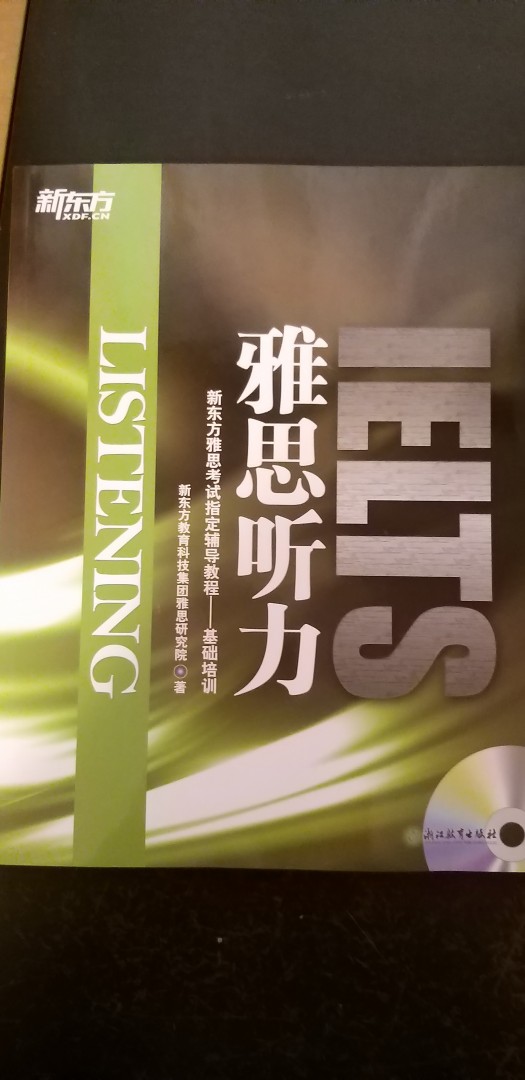 新东方
XDF.CN
IELTS
雅思听力
新东方雅思考试指定辅导教程——基础培训
新东方教育科技集团雅思研究院 著
LISTENING
浙江教育出版社